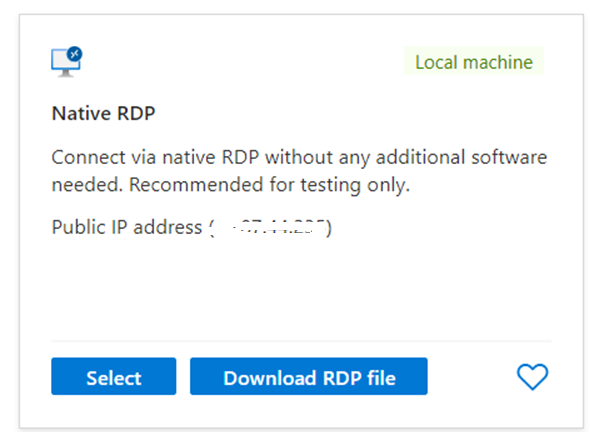 Local machine
Native RDP
Connect via native RDP without any additional software
needed. Recommended for testing only.
Public IP address (
Select
Download RDP file